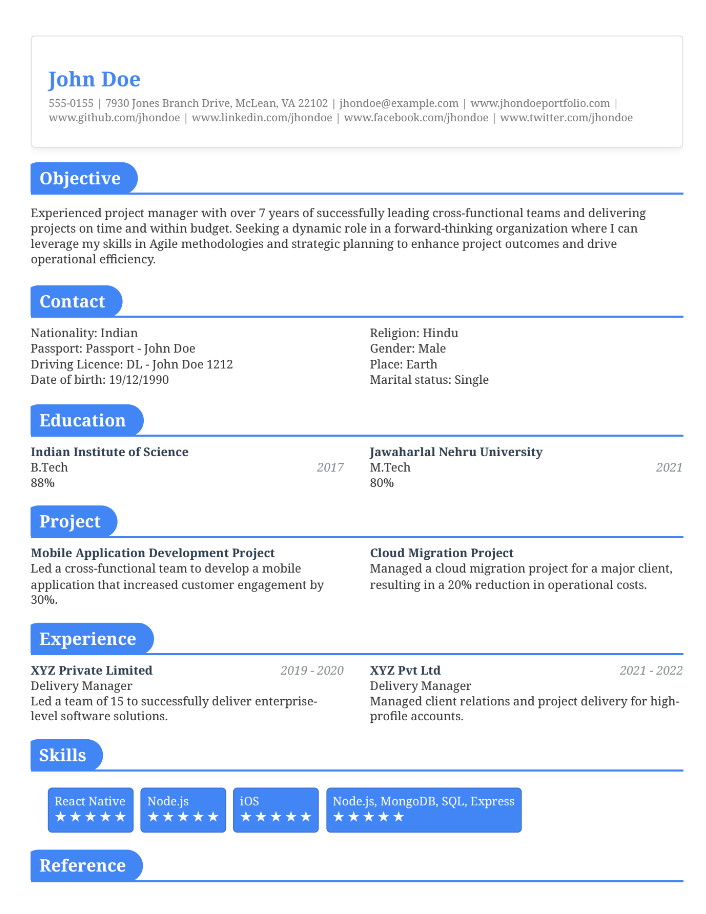 John Doe
555-0155 | 7930 Jones Branch Drive, McLean, VA 22102 | jhondoe@example.com | www.jhondoeportfolio.com |
www.github.com/jhondoe | www.linkedin.com/jhondoe | www.facebook.com/jhondoe | www.twitter.com/jhondoe
Objective
Experienced project manager with over 7 years of successfully leading cross-functional teams and delivering
projects on time and within budget. Seeking a dynamic role in a forward-thinking organization where I can
leverage my skills in Agile methodologies and strategic planning to enhance project outcomes and drive
operational efficiency.
Contact
Nationality: Indian
Passport: Passport - John Doe
Driving Licence: DL - John Doe 1212
Date of birth: 19/12/1990
Religion: Hindu
Gender: Male
Place: Earth
Marital status: Single
Education
Indian Institute of Science
B.Tech 2017
88%
Jawaharlal Nehru University
M.Tech 2021
80%
Project
Mobile Application Development Project
Led a cross-functional team to develop a mobile
application that increased customer engagement by
30%.
Cloud Migration Project
Managed a cloud migration project for a major client,
resulting in a 20% reduction in operational costs.
Experience
XYZ Private Limited 2019 - 2020
Delivery Manager
Led a team of 15 to successfully deliver enterprise-
level software solutions.
XYZ Pvt Ltd 2021 - 2022
Delivery Manager
Managed client relations and project delivery for high-
profile accounts.
Skills
React Native
★★★★★
Node.js
★★★★★
iOS
★★★★★
Node.js, MongoDB, SQL, Express
★★★★★
Reference